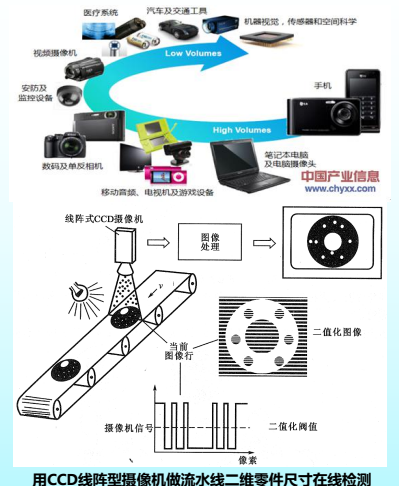 医疗系统
汽车及交通工具
机器视觉，传感器和空间科学
视频摄像机
Low Volumes
手机
安防及
监控设备
High Volumes
笔记本电脑
及电脑摄像头
数码及单反相机
移动音频、电视机及游戏设备
中国产业信息
www.chyxx.com
线阵式CCD摄像机
图像
处理
v
当前
图像行
二值化图像
摄像机信号
二值化阀值
像素
用CCD线阵型摄像机做流水线二维零件尺寸在线检测